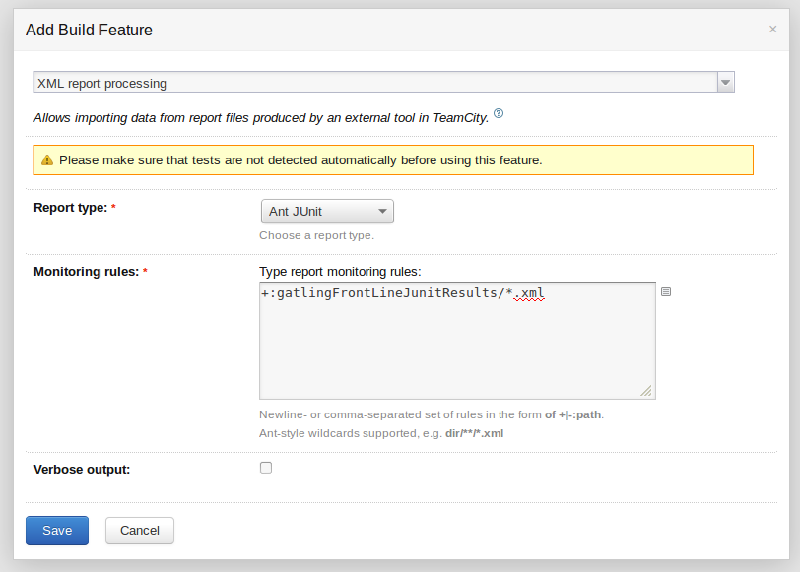 Add Build Feature
×
XML report processing
Allows importing data from report files produced by an external tool in TeamCity. ?
Please make sure that tests are not detected automatically before using this feature.
Report type: *
Ant JUnit
Choose a report type.
Monitoring rules: *
Type report monitoring rules:
+:gatlingFrontLineJunitResults/*.xml
Newline- or comma-separated set of rules in the form of +|-:path.
Ant-style wildcards supported, e.g. dir/**/*.xml
Verbose output:
Save
Cancel